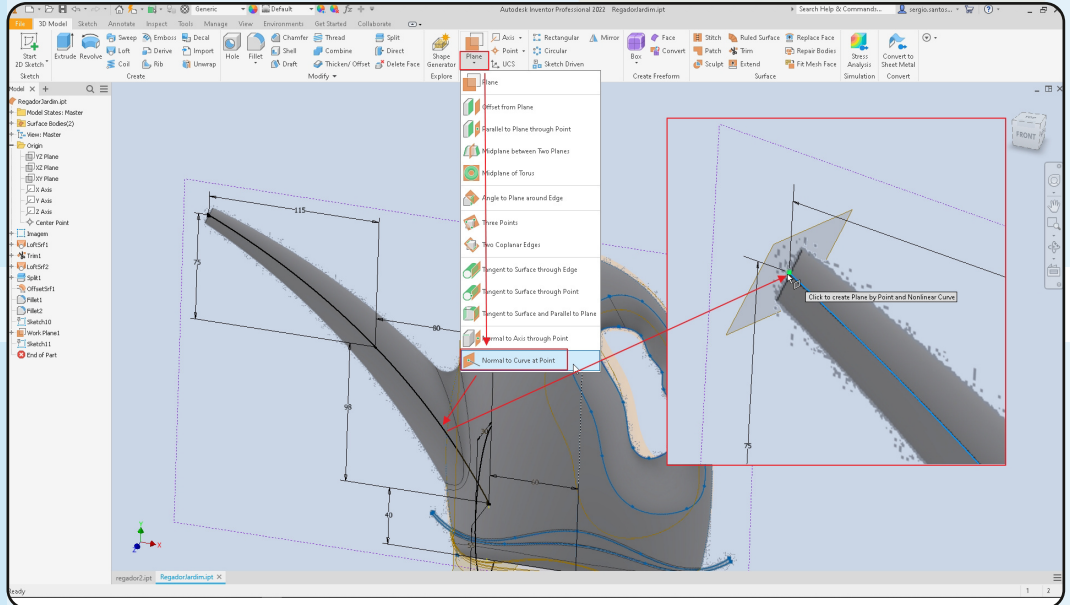 Generic
Default
Autodesk Inventor Professional 2022 RegadorJardim.ipt
Search Help & Commands...
sergio.santos...
File 3D Model Sketch Annotate Inspect Tools Manage View Environments Get Started Collaborate
Start
2D Sketch
Extrude Revolve
Sweep Emboss Decal
Loft Derive Import
Coil Rib Unwrap
Hole Fillet
Chamfer Thread Split
Shell Combine Direct
Draft Thicken/ Offset Delete Face
Shape
Generator
Plane
Axis
Point
UCS
Rectangular Mirror
Circular
Sketch Driven
Box
Face
Convert
Stitch Ruled Surface Replace Face
Patch Trim Repair Bodies
Sculpt Extend Fit Mesh Face
Stress
Analysis
Convert to
Sheet Metal
Sketch Create Modify Explore Create Freeform Surface Simulation Convert
Model
RegadorJardim.ipt
Model States: Master
Surface Bodies(2)
View: Master
Origin
YZ Plane
XZ Plane
XY Plane
X Axis
Y Axis
Z Axis
Center Point
Imagem
LoftSrf1
Trim1
LoftSrf2
Split1
OffsetSrf1
Fillet1
Fillet2
Sketch10
Work Plane1
Sketch11
End of Part
Plane
Offset from Plane
Parallel to Plane through Point
Midplane between Two Planes
Midplane of Torus
Angle to Plane around Edge
Three Points
Two Coplanar Edges
Tangent to Surface through Edge
Tangent to Surface through Point
Tangent to Surface and Parallel to Plane
Normal to Axis through Point
Normal to Curve at Point
115
75
80
98
40
FRONT
Click to create Plane by Point and Nonlinear Curve
75
regador2.ipt RegadorJardim.ipt
Ready
1 2